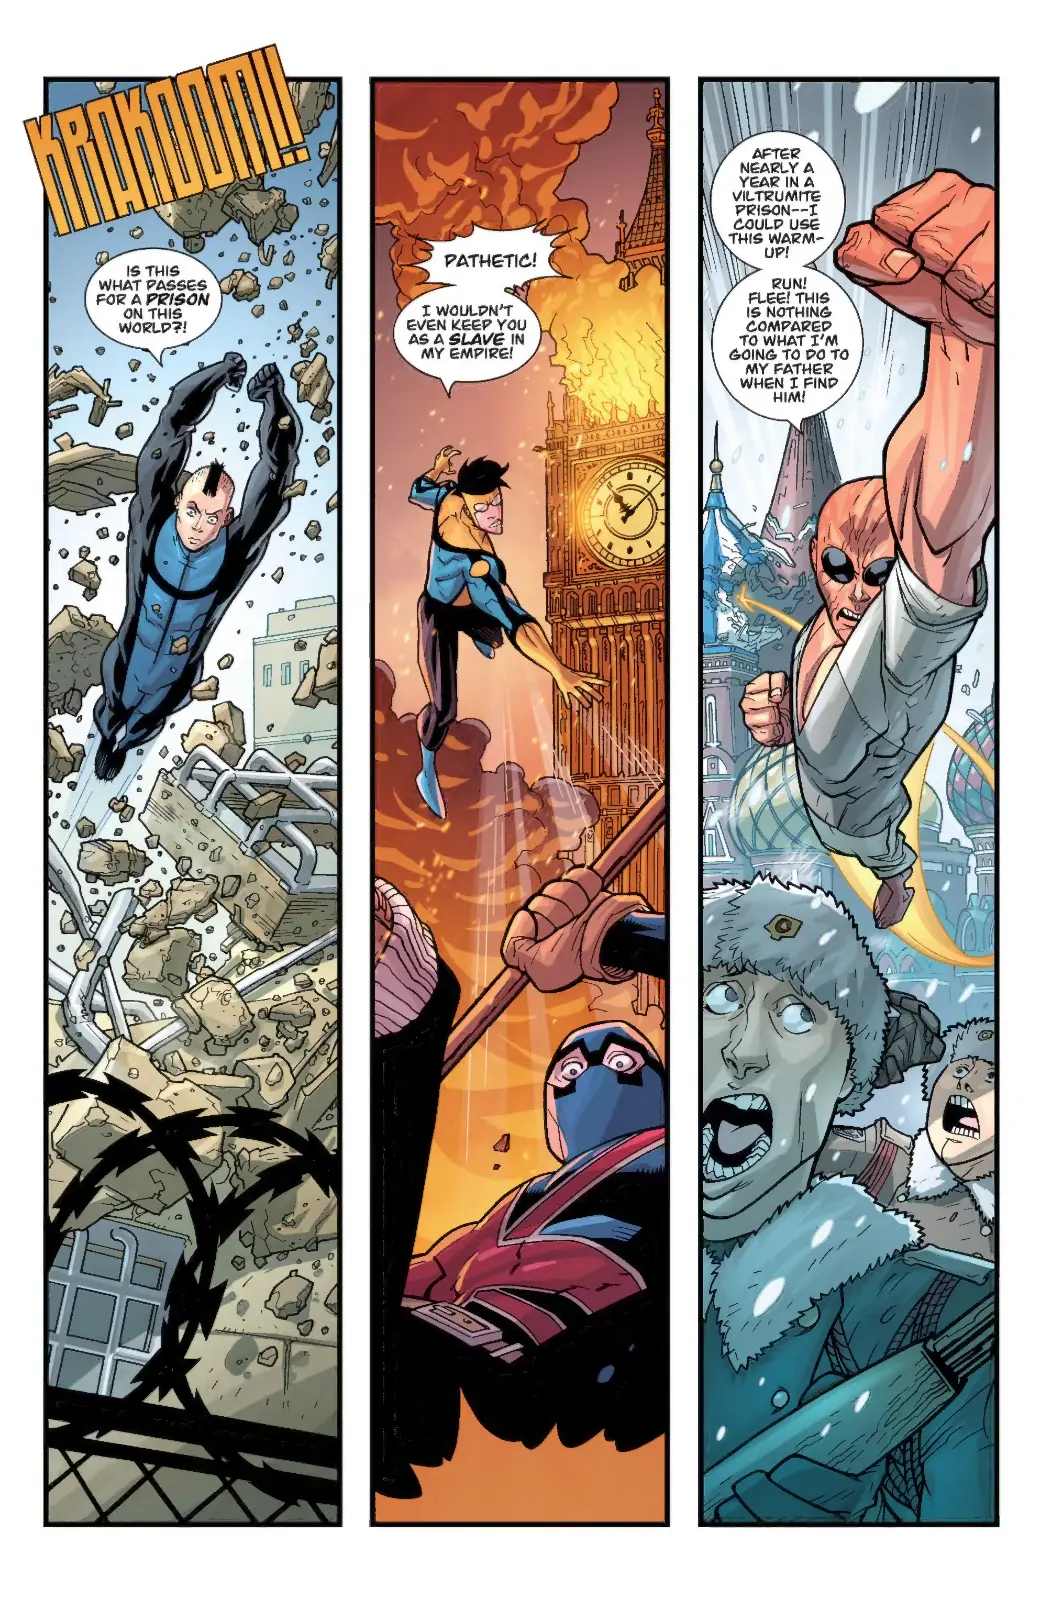 KRAKOOM!!
IS THIS
WHAT PASSES
FOR A PRISON
ON THIS
WORLD?!
PATHETIC!
I WOULDN'T
EVEN KEEP YOU
AS A SLAVE IN
MY EMPIRE!
AFTER
NEARLY A
YEAR IN A
VILTRUMITE
PRISON--I
COULD USE
THIS WARM-
UP!
RUN!
FLEE! THIS
IS NOTHING
COMPARED
TO WHAT I'M
GOING TO DO TO
MY FATHER
WHEN I FIND
HIM!